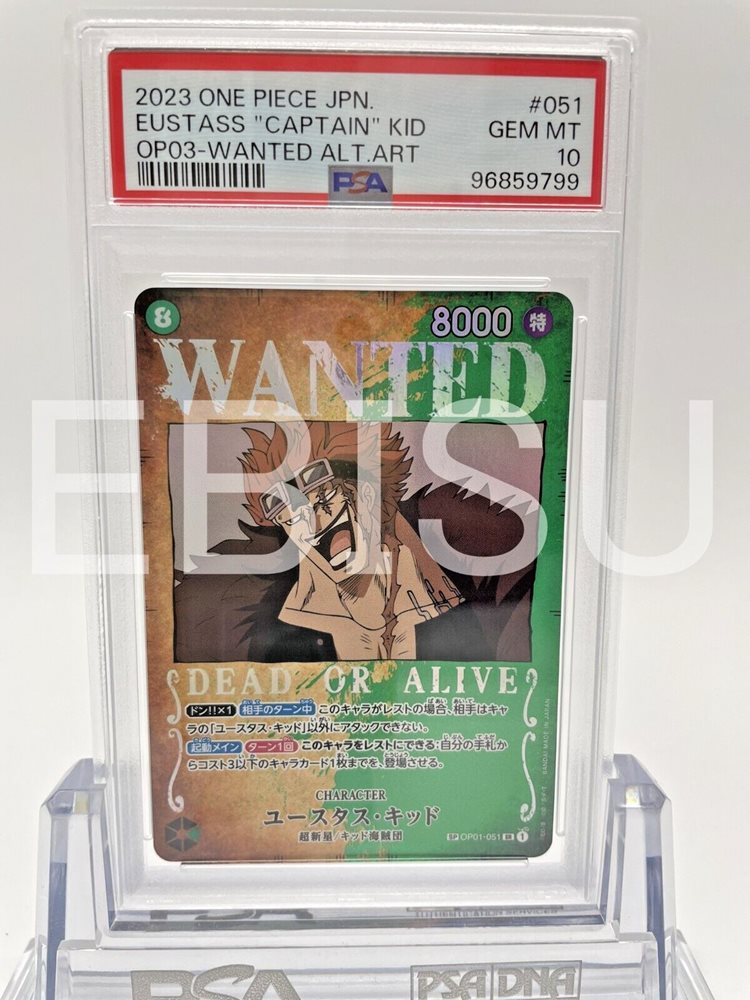 2023 ONE PIECE JPN. #051
EUSTASS "CAPTAIN" KID GEM MT
OP03-WANTED ALT.ART 10
PSA 96859799
8 8000 特
WANTED
EBISU
DEAD OR ALIVE
ドン!!×1 相手のターン中 このキャラがレストの場合、相手はキャ
ラの「ユースタス・キッド」以外にアタックできない。
起動メイン ターン1回 このキャラをレストにできる:自分の手札か
らコスト3以下のキャラカード1枚までを、登場させる。
CHARACTER
ユースタス・キッド
超新星/キッド海賊団
SP OP01-051 SR 1
BANDAI MADE IN JAPAN
PSA PSA DNA